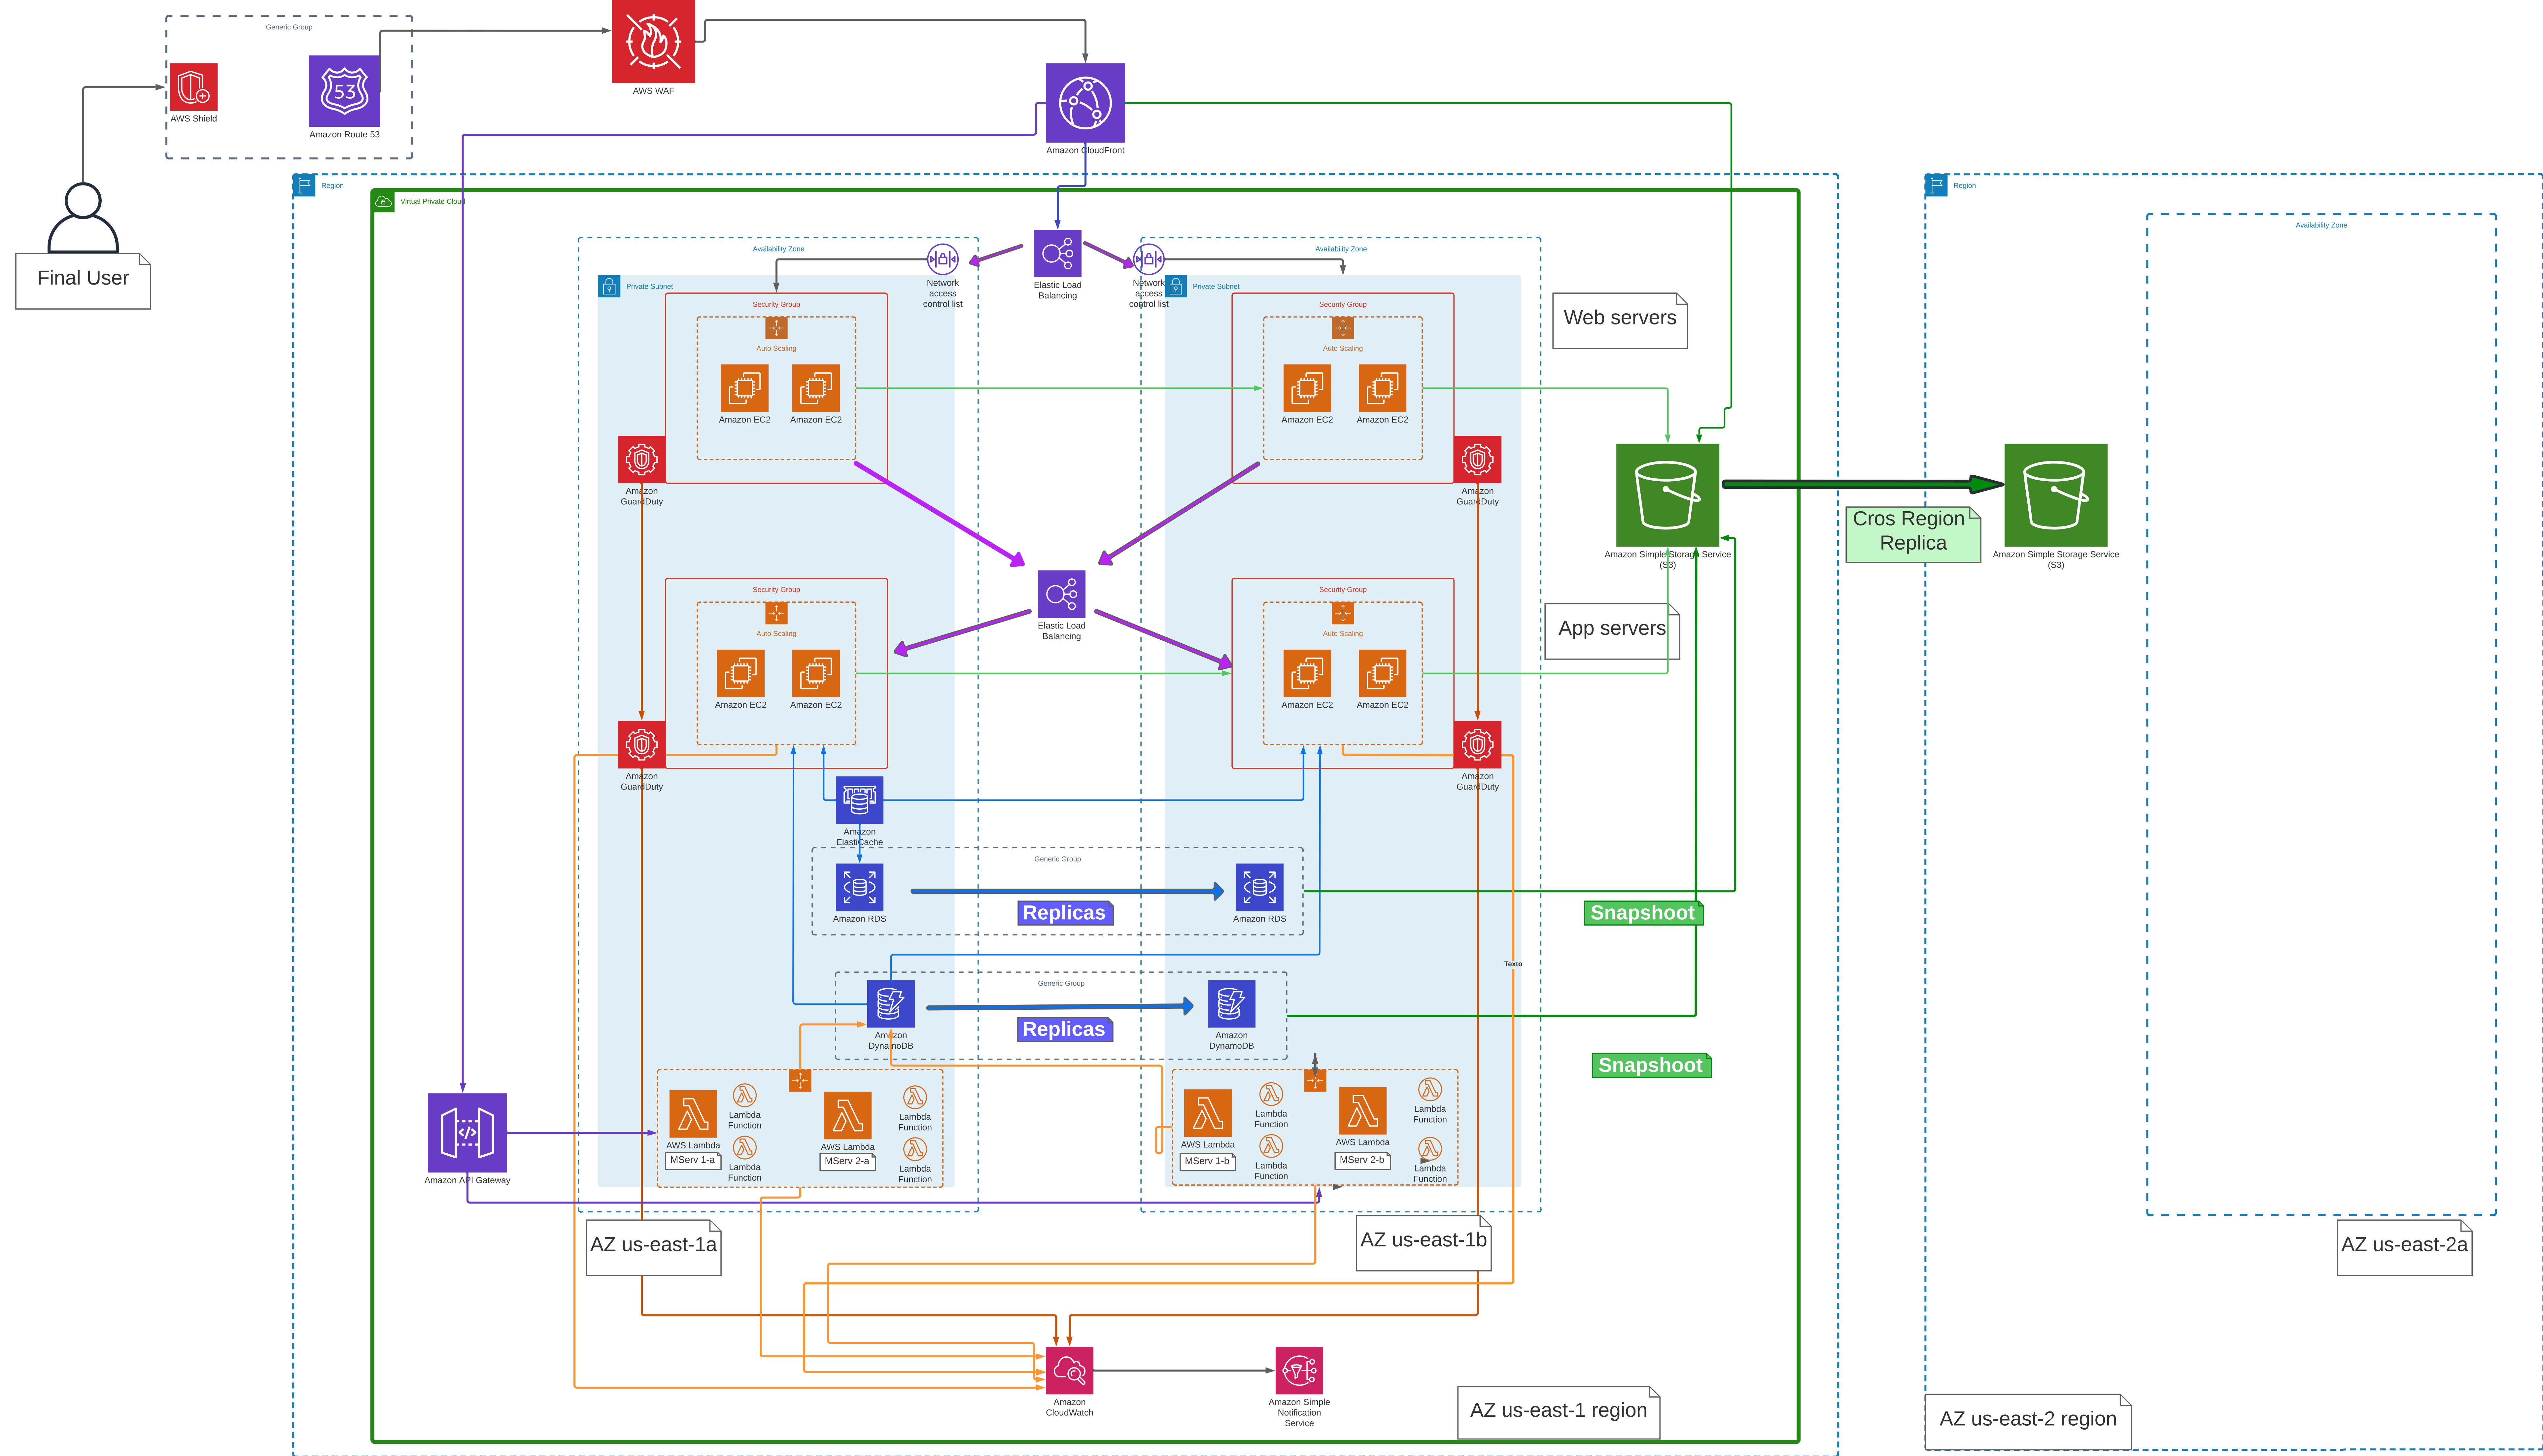 Generic Group
AWS Shield
53
Amazon Route 53
AWS WAF
Amazon CloudFront
Final User
Region
Virtual Private Cloud
Region
Availability Zone
Availability Zone
Availability Zone
Network
access
control list
Elastic Load
Balancing
Network
access
control list
Private Subnet
Private Subnet
Security Group
Security Group
Web servers
Auto Scaling
Auto Scaling
Amazon EC2
Amazon EC2
Amazon EC2
Amazon EC2
Amazon
GuardDuty
Amazon
GuardDuty
Amazon Simple Storage Service
(S3)
Cros Region
Replica
Amazon Simple Storage Service
(S3)
Security Group
Security Group
Elastic Load
Balancing
App servers
Auto Scaling
Auto Scaling
Amazon EC2
Amazon EC2
Amazon EC2
Amazon EC2
Amazon
GuardDuty
Amazon
GuardDuty
Amazon
ElastiCache
Generic Group
Amazon RDS
Replicas
Amazon RDS
Snapshoot
Texto
Generic Group
Amazon
DynamoDB
Replicas
Amazon
DynamoDB
Snapshoot
AWS Lambda
MServ 1-a
Lambda
Function
Lambda
Function
AWS Lambda
MServ 2-a
Lambda
Function
Lambda
Function
AWS Lambda
MServ 1-b
Lambda
Function
Lambda
Function
AWS Lambda
MServ 2-b
Lambda
Function
Lambda
Function
Amazon API Gateway
AZ us-east-1a
AZ us-east-1b
AZ us-east-2a
Amazon
CloudWatch
Amazon Simple
Notification
Service
AZ us-east-1 region
AZ us-east-2 region